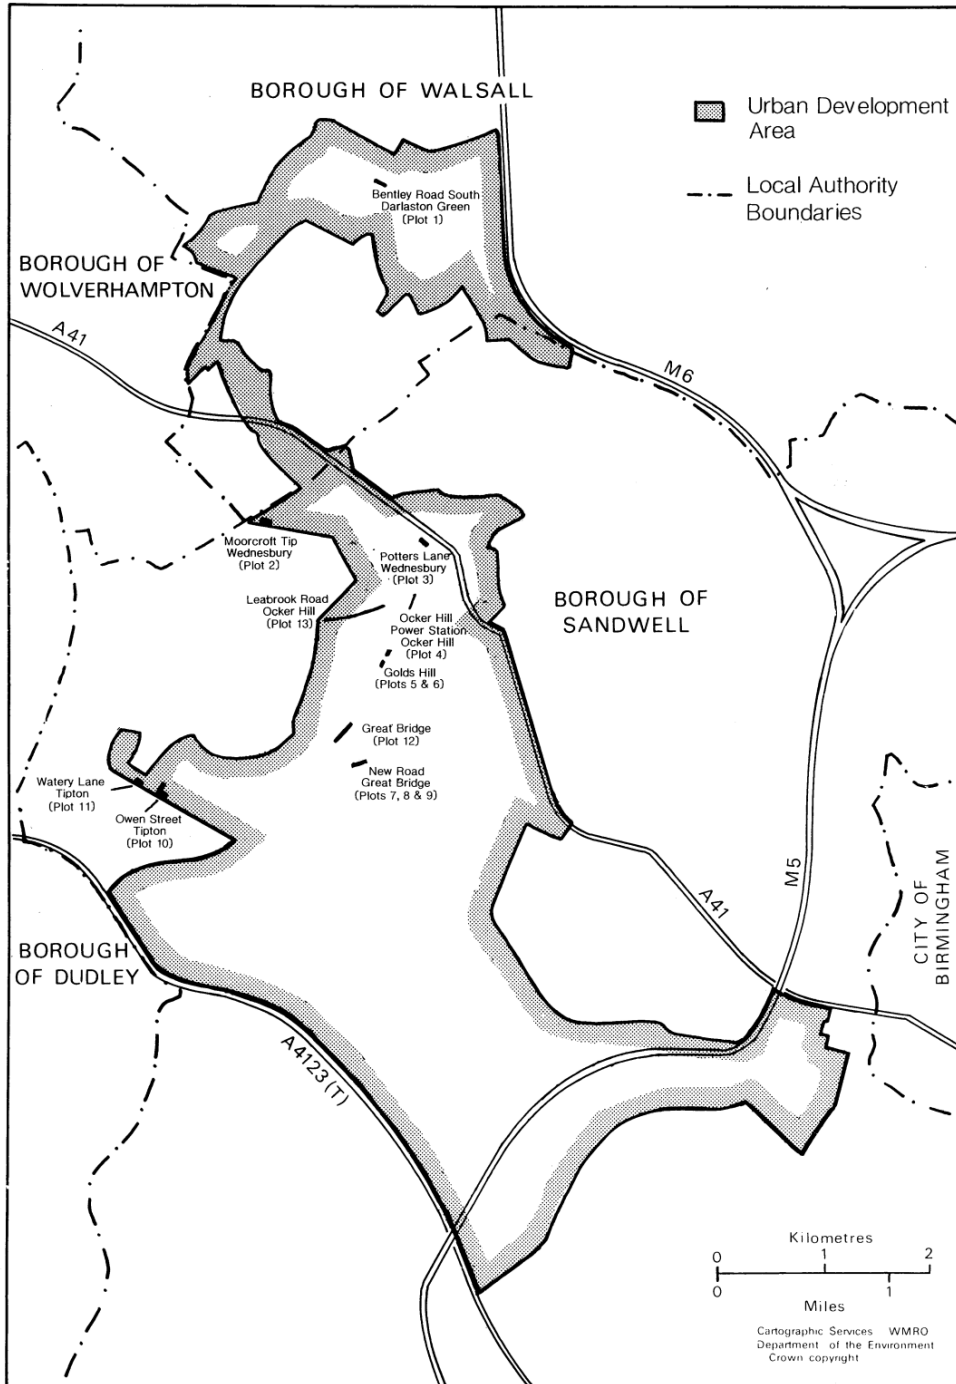 BOROUGH OF WALSALL
Urban Development
Area
Local Authority
Boundaries
Bentley Road South
Darlaston Green
(Plot 1)
BOROUGH OF
WOLVERHAMPTON
A41
M6
Moorcroft Tip
Wednesbury
(Plot 2)
Potters Lane
Wednesbury
(Plot 3)
Leabrook Road
Ocker Hill
(Plot 13)
Ocker Hill
Power Station
Ocker Hill
(Plot 4)
BOROUGH OF
SANDWELL
Golds Hill
(Plots 5 & 6)
Great Bridge
(Plot 12)
New Road
Great Bridge
(Plots 7, 8 & 9)
Watery Lane
Tipton
(Plot 11)
Owen Street
Tipton
(Plot 10)
M5
A41
CITY OF
BIRMINGHAM
BOROUGH
OF DUDLEY
A4123 (T)
Kilometres
0 1 2
0 1
Miles
Cartographic Services WMRO
Department of the Environment
Crown copyright